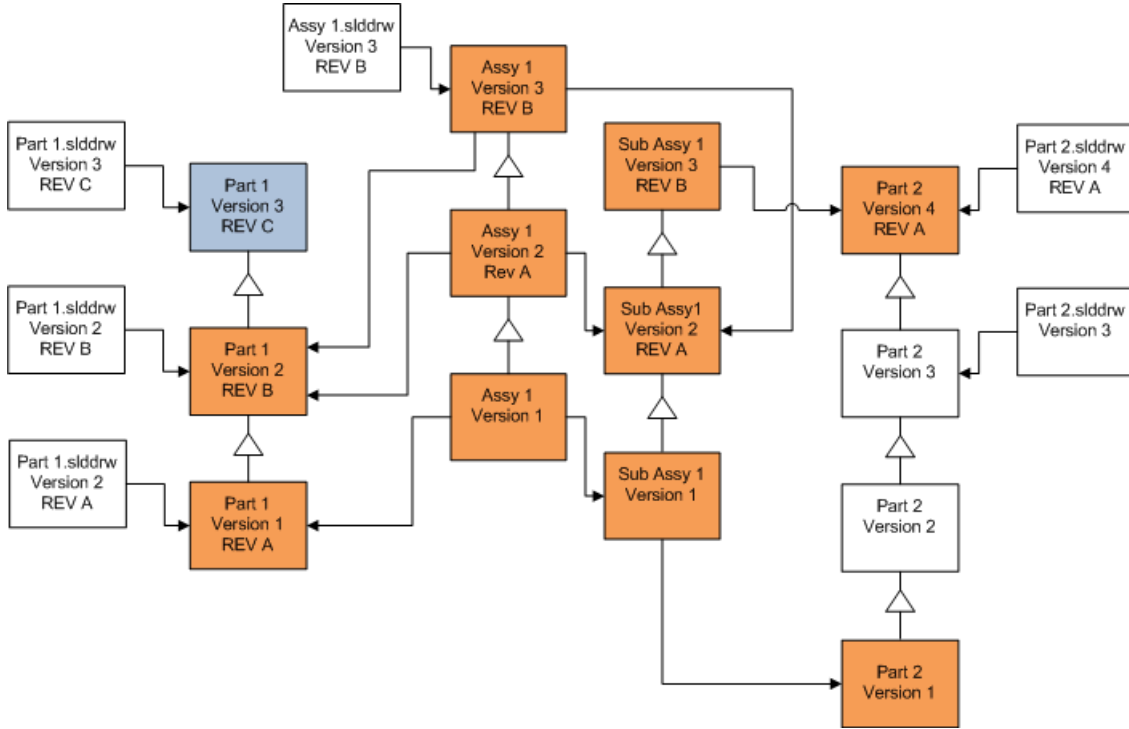 Assy 1.slddrw
Version 3
REV B
Assy 1
Version 3
REV B
Part 1.slddrw
Version 3
REV C
Part 1
Version 3
REV C
Sub Assy 1
Version 3
REV B
Part 2
Version 4
REV A
Part 2.slddrw
Version 4
REV A
Assy 1
Version 2
Rev A
Part 1.slddrw
Version 2
REV B
Part 1
Version 2
REV B
Sub Assy1
Version 2
REV A
Part 2
Version 3
Part 2.slddrw
Version 3
Assy 1
Version 1
Part 1.slddrw
Version 2
REV A
Part 1
Version 1
REV A
Sub Assy 1
Version 1
Part 2
Version 2
Part 2
Version 1